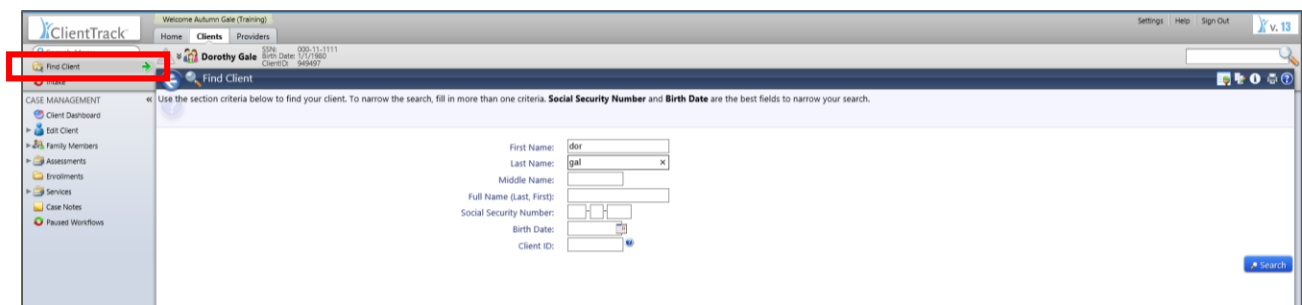 ClientTrack
Welcome Autumn Gale (Training)
Settings Help Sign Out
v. 13
Home Clients Providers
Find Client
Intake
Dorothy Gale
SSN: 000-11-1111
Birth Date: 1/1/1980
ClientID: 949497
Find Client
CASE MANAGEMENT
Client Dashboard
Edit Client
Family Members
Assessments
Enrollments
Services
Case Notes
Paused Workflows
Use the section criteria below to find your client. To narrow the search, fill in more than one criteria. Social Security Number and Birth Date are the best fields to narrow your search.
First Name: dor
Last Name: gal
Middle Name:
Full Name (Last, First):
Social Security Number:
Birth Date:
Client ID:
Search